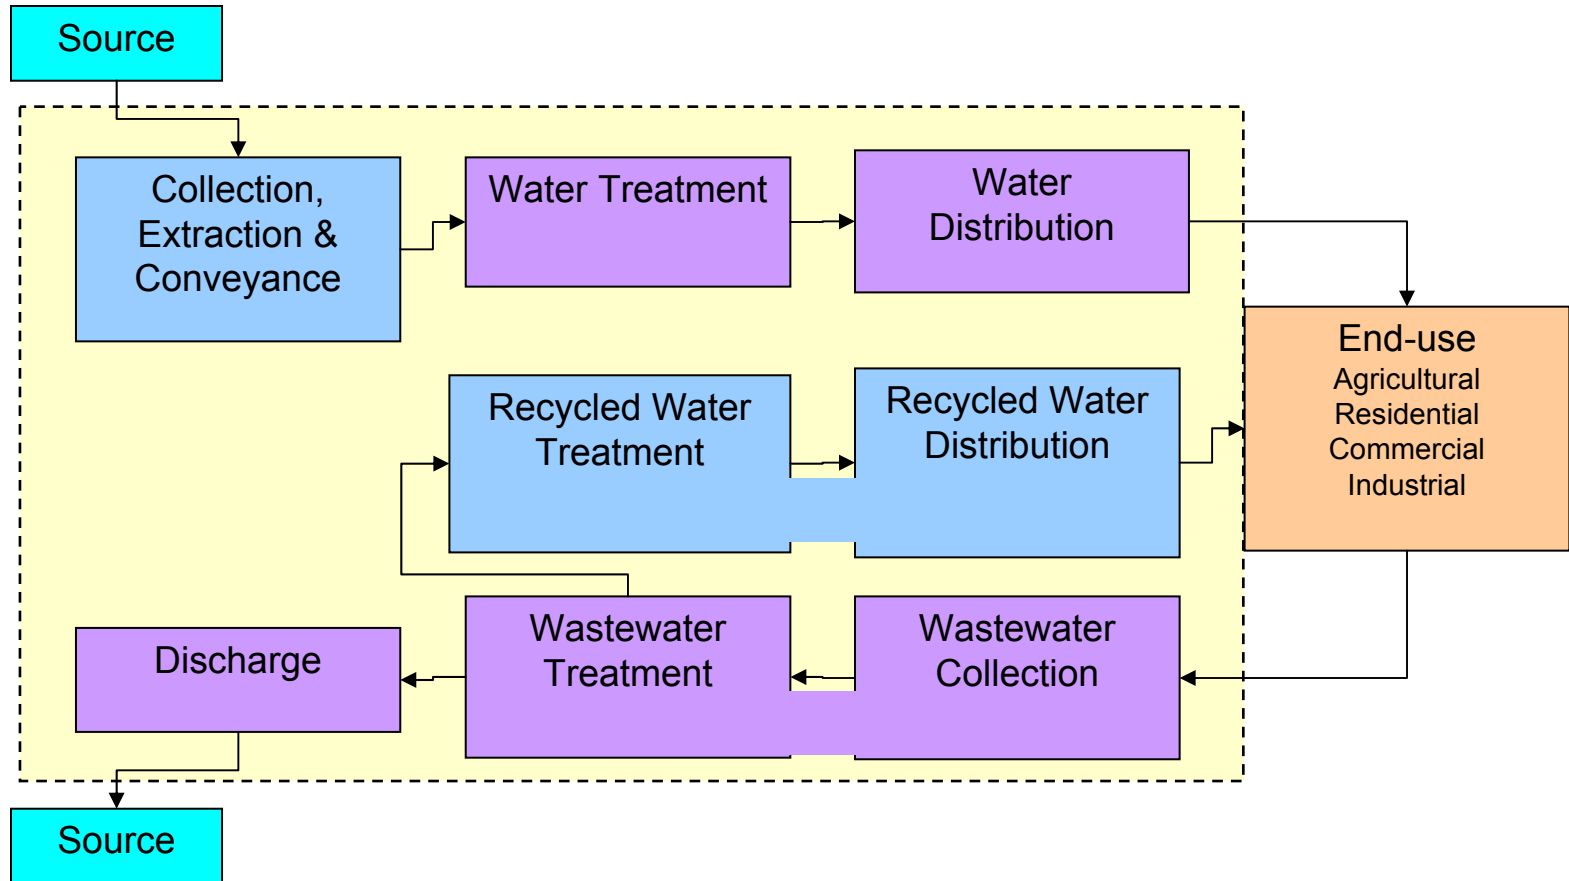 Source
Collection,
Extraction &
Conveyance
Water Treatment
Water
Distribution
End-use
Agricultural
Residential
Commercial
Industrial
Recycled Water
Treatment
Recycled Water
Distribution
Discharge
Wastewater
Treatment
Wastewater
Collection
Source